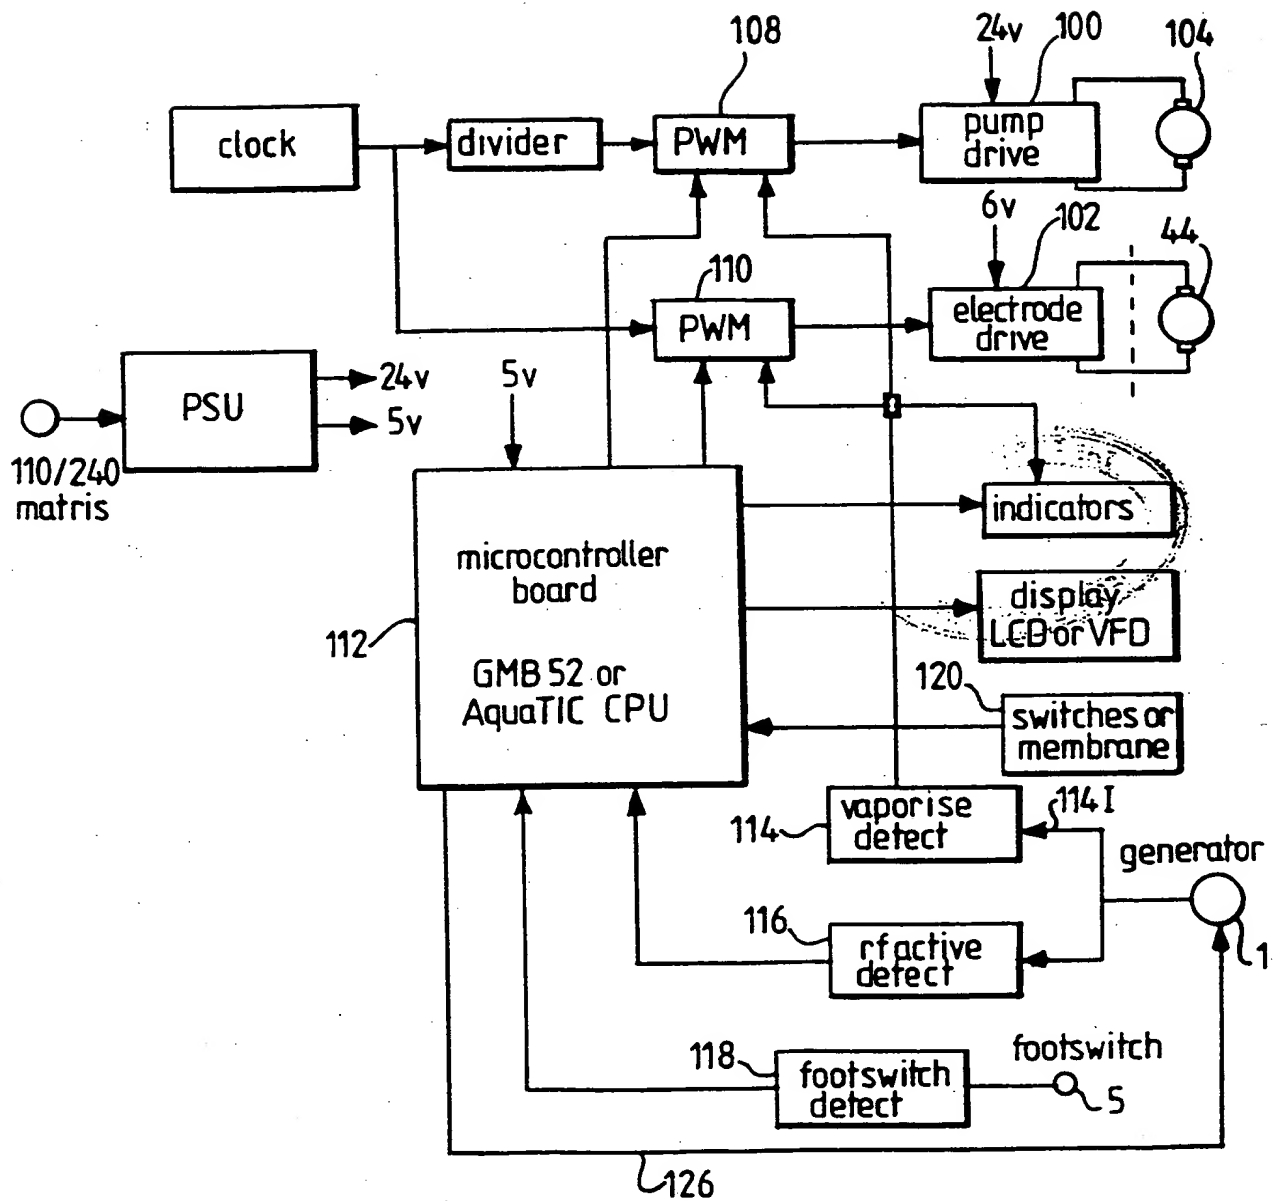 108
24v
100
104
clock
divider
PWM
pump
drive
6v
102
44
110
PWM
electrode
drive
PSU
24v
5v
5v
110/240
matris
indicators
microcontroller
board
display
LCD or VFD
112
GMB 52 or
AquaTIC CPU
120
switches or
membrane
vaporise
detect
114
114 I
generator
116
rf active
detect
1
118
footswitch
footswitch
detect
5
126